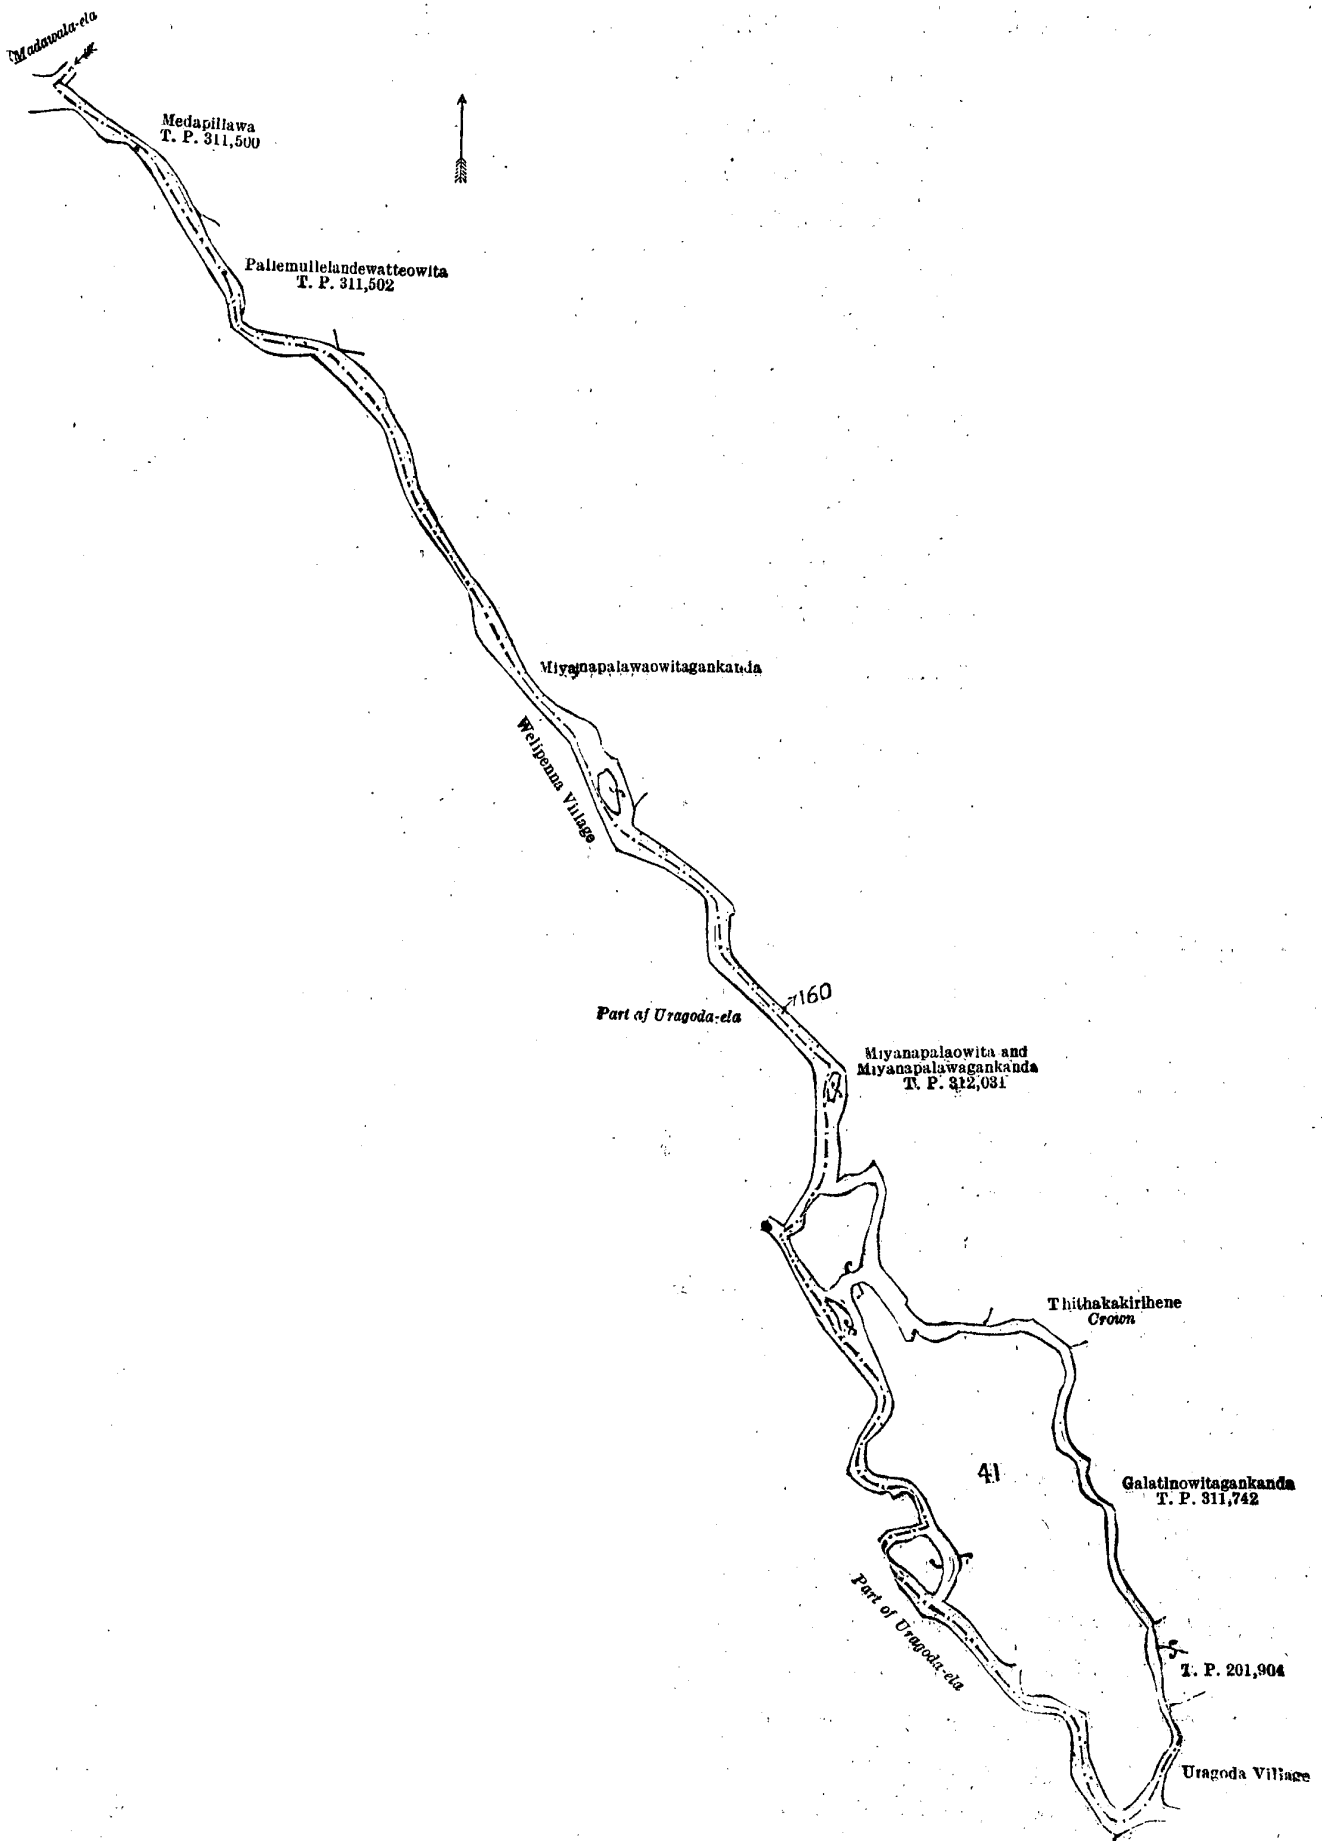 Madawala-ela
Medapillawa
T. P. 311,500
Pallemullelandewatteowita
T. P. 311,502
Miyanapalawaowitagankanda
Welipenna Village
160
Part af Uragoda-ela
Miyanapalaowita and
Miyanapalawagankanda
T. P. 312,031
Thithakakirihene
Crown
41
Galatinowitagankanda
T. P. 311,742
Part of Uragoda-ela
T. P. 201,904
Uragoda Village